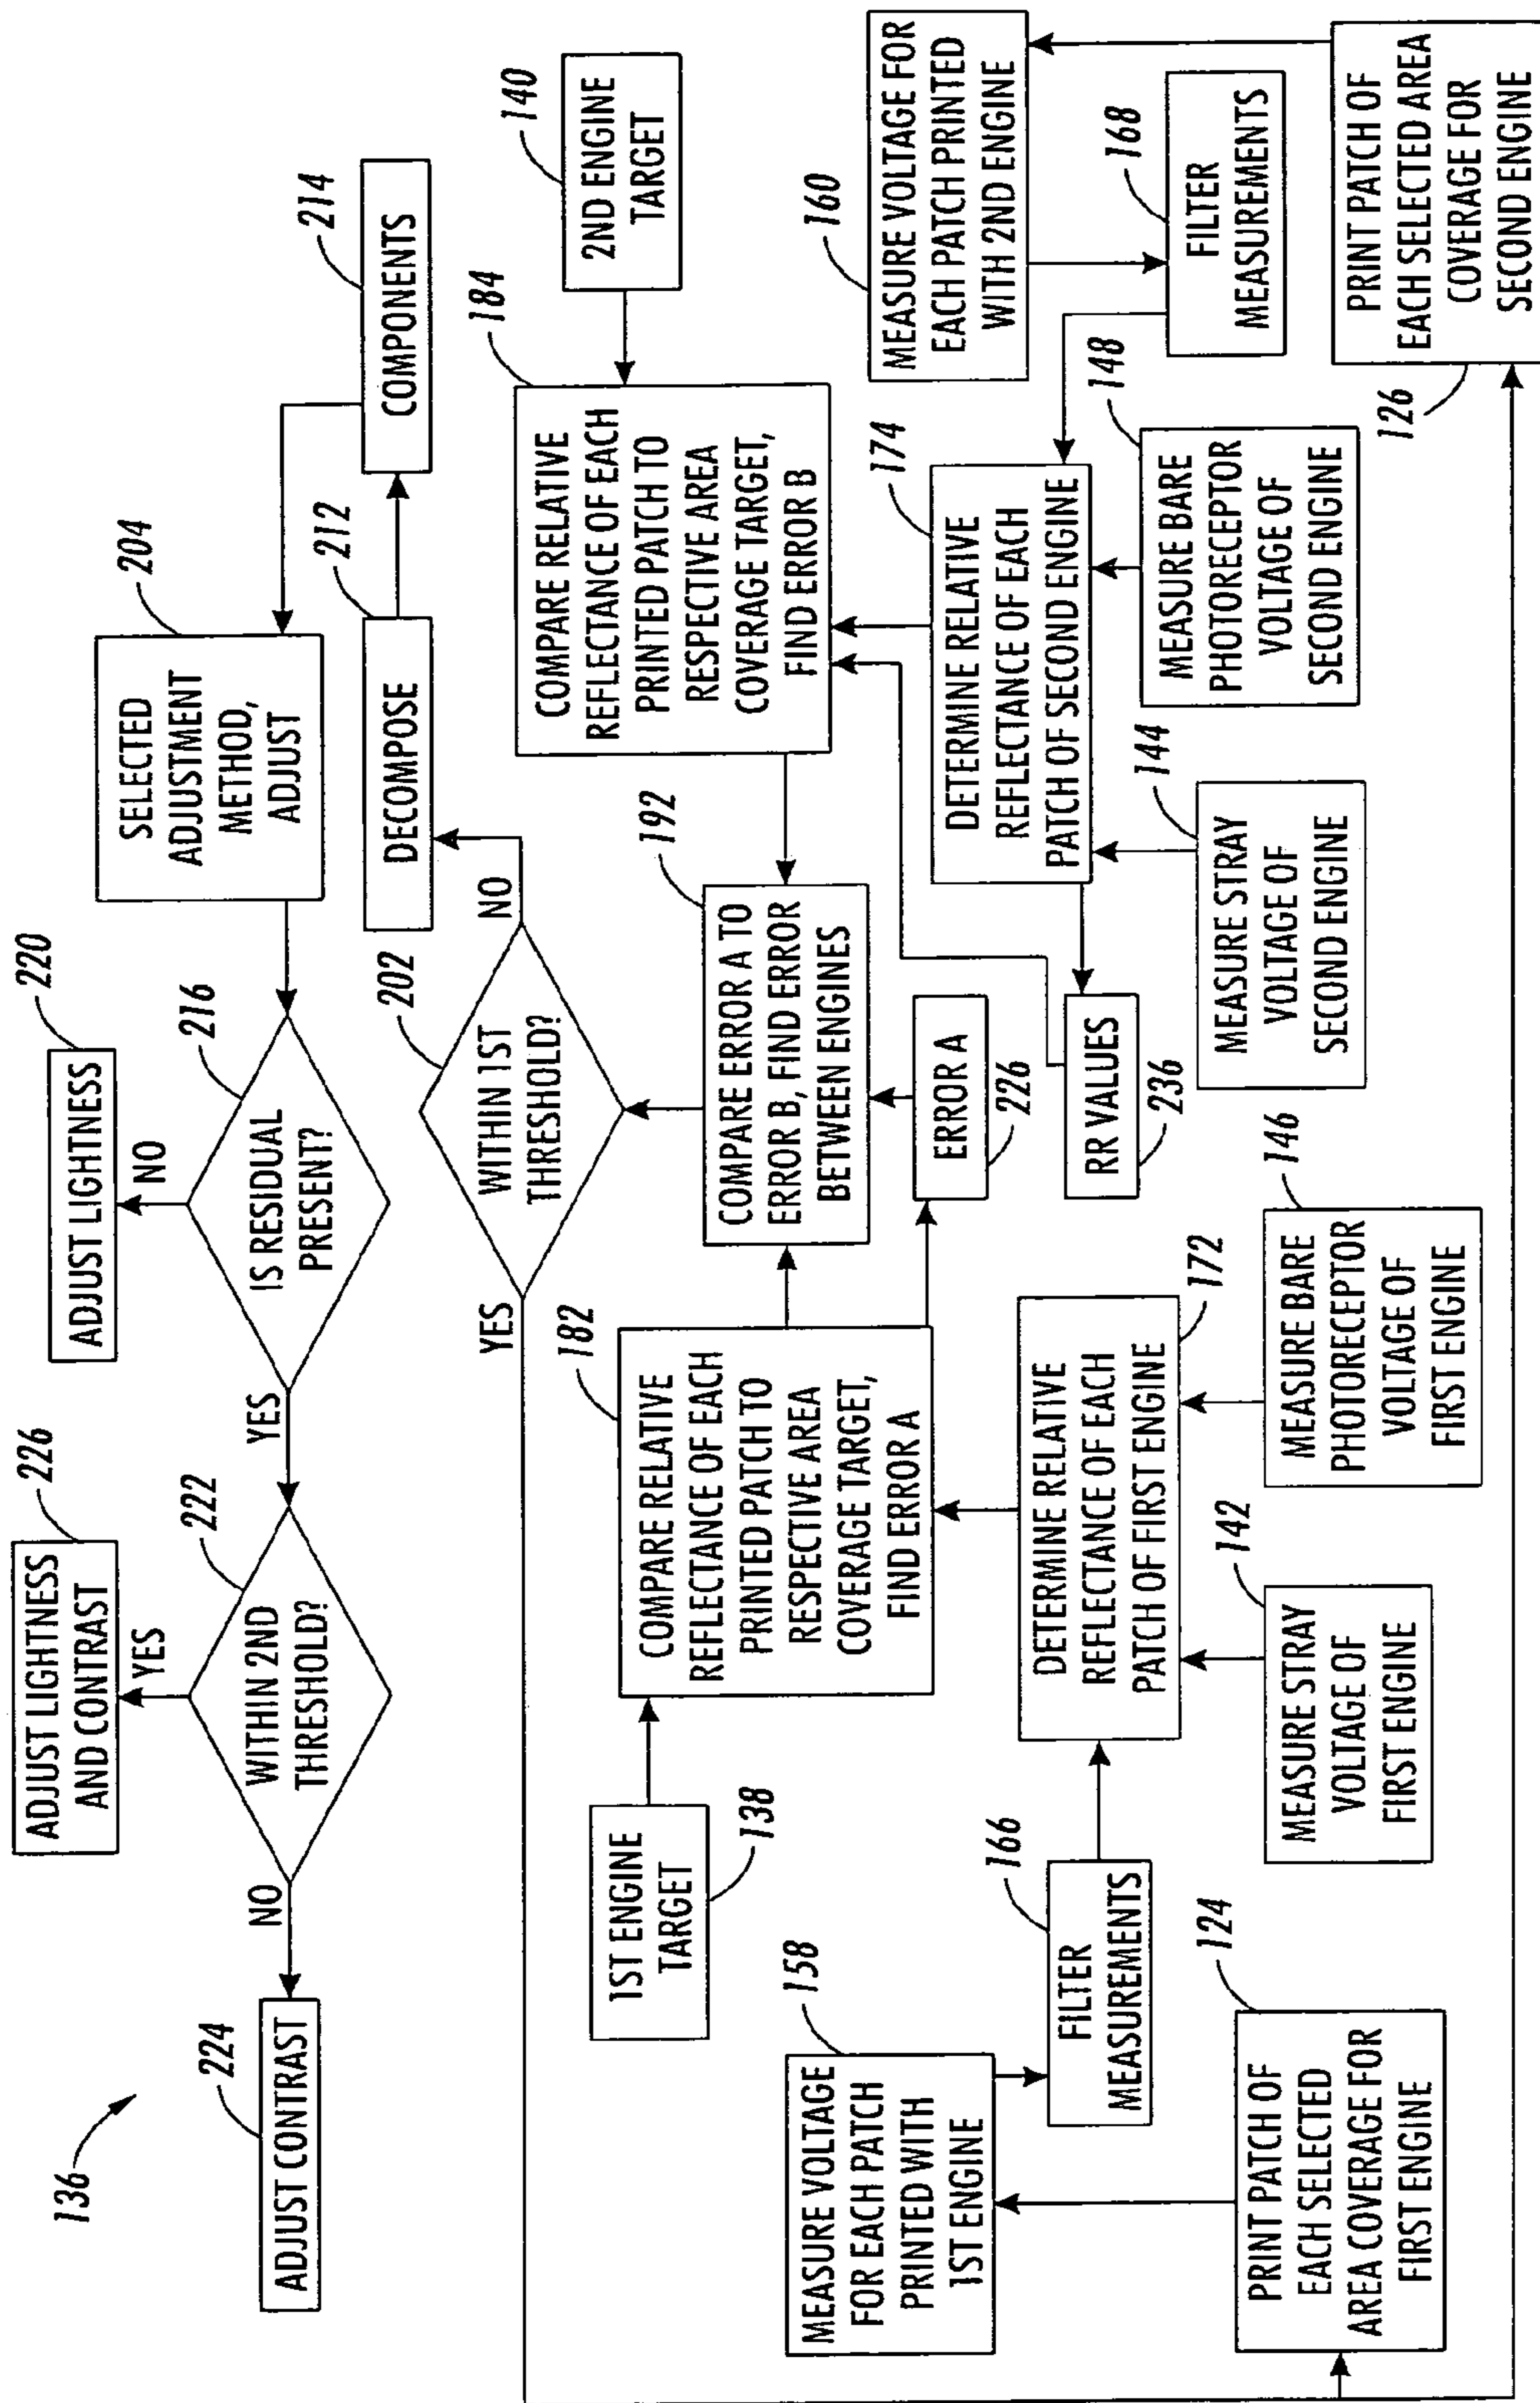 136
224
ADJUST CONTRAST
NO
222
WITHIN 2ND
THRESHOLD?
YES
226
ADJUST LIGHTNESS
AND CONTRAST
YES
216
IS RESIDUAL
PRESENT?
NO
220
ADJUST LIGHTNESS
204
SELECTED
ADJUSTMENT
METHOD,
ADJUST
214
COMPONENTS
212
DECOMPOSE
NO
202
WITHIN 1ST
THRESHOLD?
YES
1ST ENGINE
TARGET
138
182
COMPARE RELATIVE
REFLECTANCE OF EACH
PRINTED PATCH TO
RESPECTIVE AREA
COVERAGE TARGET,
FIND ERROR A
192
COMPARE ERROR A TO
ERROR B, FIND ERROR
BETWEEN ENGINES
184
COMPARE RELATIVE
REFLECTANCE OF EACH
PRINTED PATCH TO
RESPECTIVE AREA
COVERAGE TARGET,
FIND ERROR B
140
2ND ENGINE
TARGET
ERROR A
226
RR VALUES
236
158
MEASURE VOLTAGE
FOR EACH PATCH
PRINTED WITH
1ST ENGINE
166
FILTER
MEASUREMENTS
172
DETERMINE RELATIVE
REFLECTANCE OF EACH
PATCH OF FIRST ENGINE
174
DETERMINE RELATIVE
REFLECTANCE OF EACH
PATCH OF SECOND ENGINE
160
MEASURE VOLTAGE FOR
EACH PATCH PRINTED
WITH 2ND ENGINE
168
FILTER
MEASUREMENTS
124
PRINT PATCH OF
EACH SELECTED
AREA COVERAGE FOR
FIRST ENGINE
142
MEASURE STRAY
VOLTAGE OF
FIRST ENGINE
146
MEASURE BARE
PHOTORECEPTOR
VOLTAGE OF
FIRST ENGINE
144
MEASURE STRAY
VOLTAGE OF
SECOND ENGINE
148
MEASURE BARE
PHOTORECEPTOR
VOLTAGE OF
SECOND ENGINE
126
PRINT PATCH OF
EACH SELECTED AREA
COVERAGE FOR
SECOND ENGINE